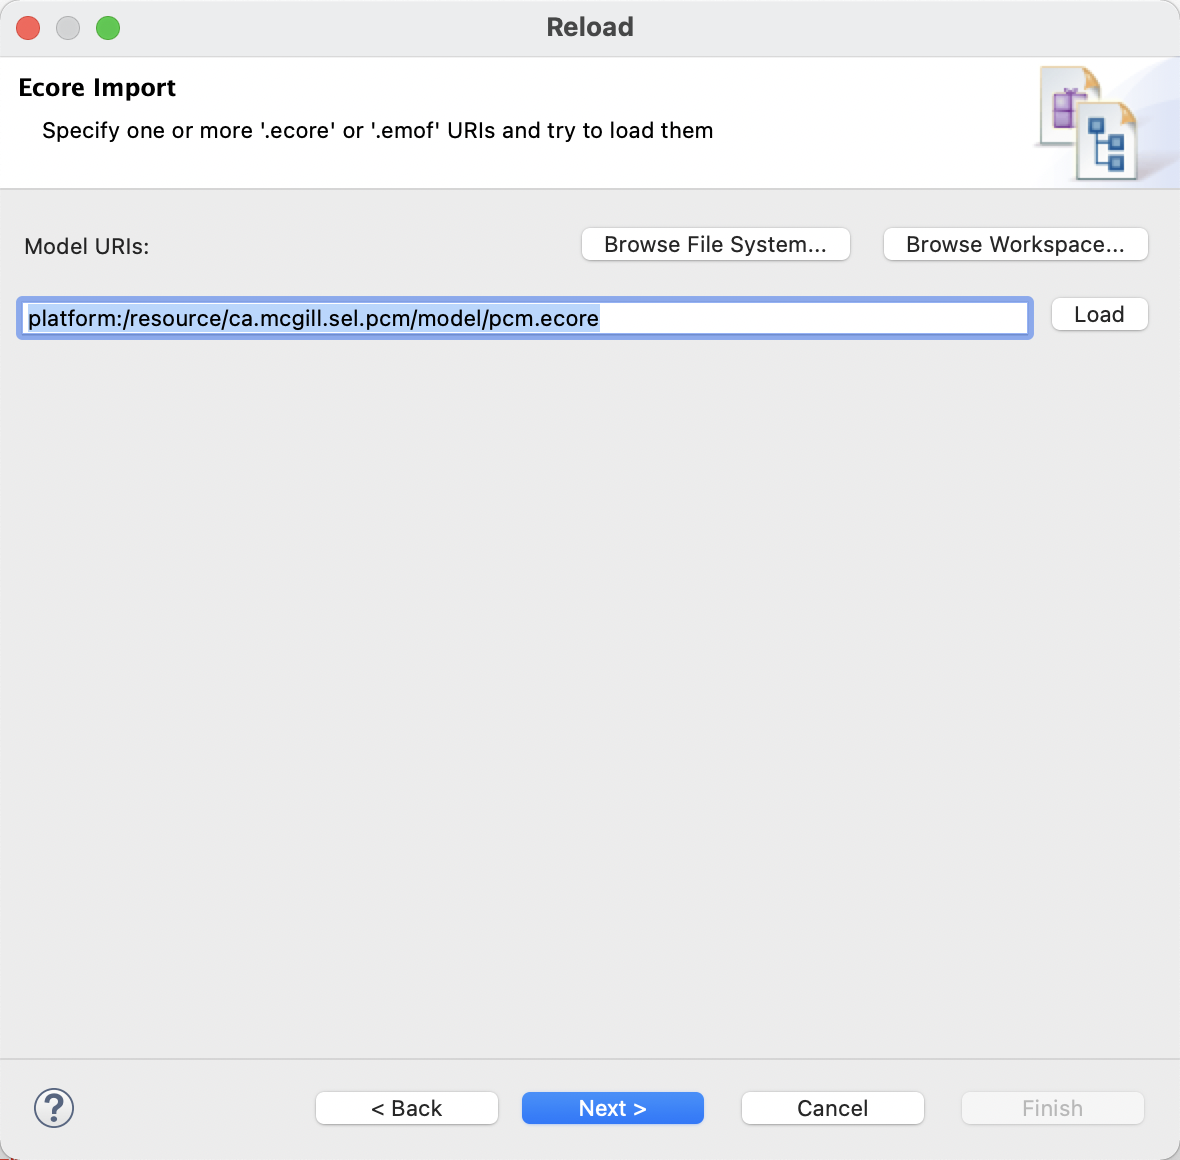 Reload
Ecore Import
Specify one or more '.ecore' or '.emof' URIs and try to load them
Model URIs:
Browse File System...
Browse Workspace...
platform:/resource/ca.mcgill.sel.pcm/model/pcm.ecore
Load
?
< Back
Next >
Cancel
Finish